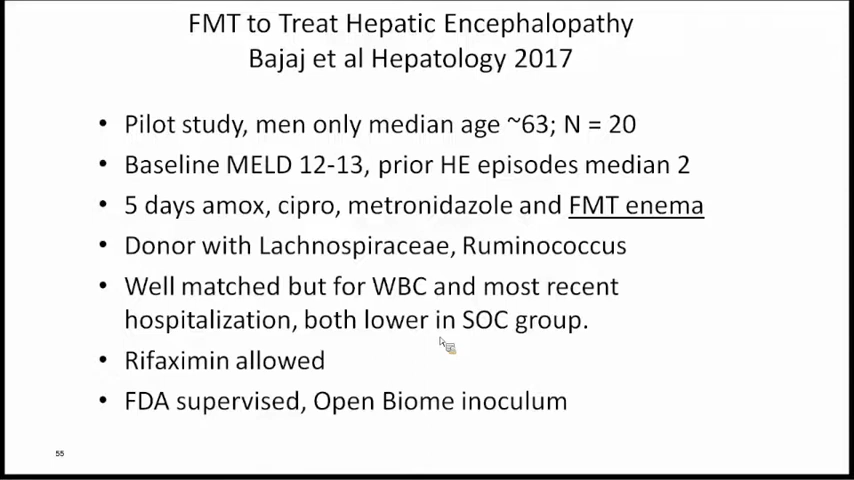 FMT to Treat Hepatic Encephalopathy
Bajaj et al Hepatology 2017
• Pilot study, men only median age ~63; N = 20
• Baseline MELD 12-13, prior HE episodes median 2
• 5 days amox, cipro, metronidazole and FMT enema
• Donor with Lachnospiraceae, Ruminococcus
• Well matched but for WBC and most recent
hospitalization, both lower in SOC group.
• Rifaximin allowed
• FDA supervised, Open Biome inoculum
55